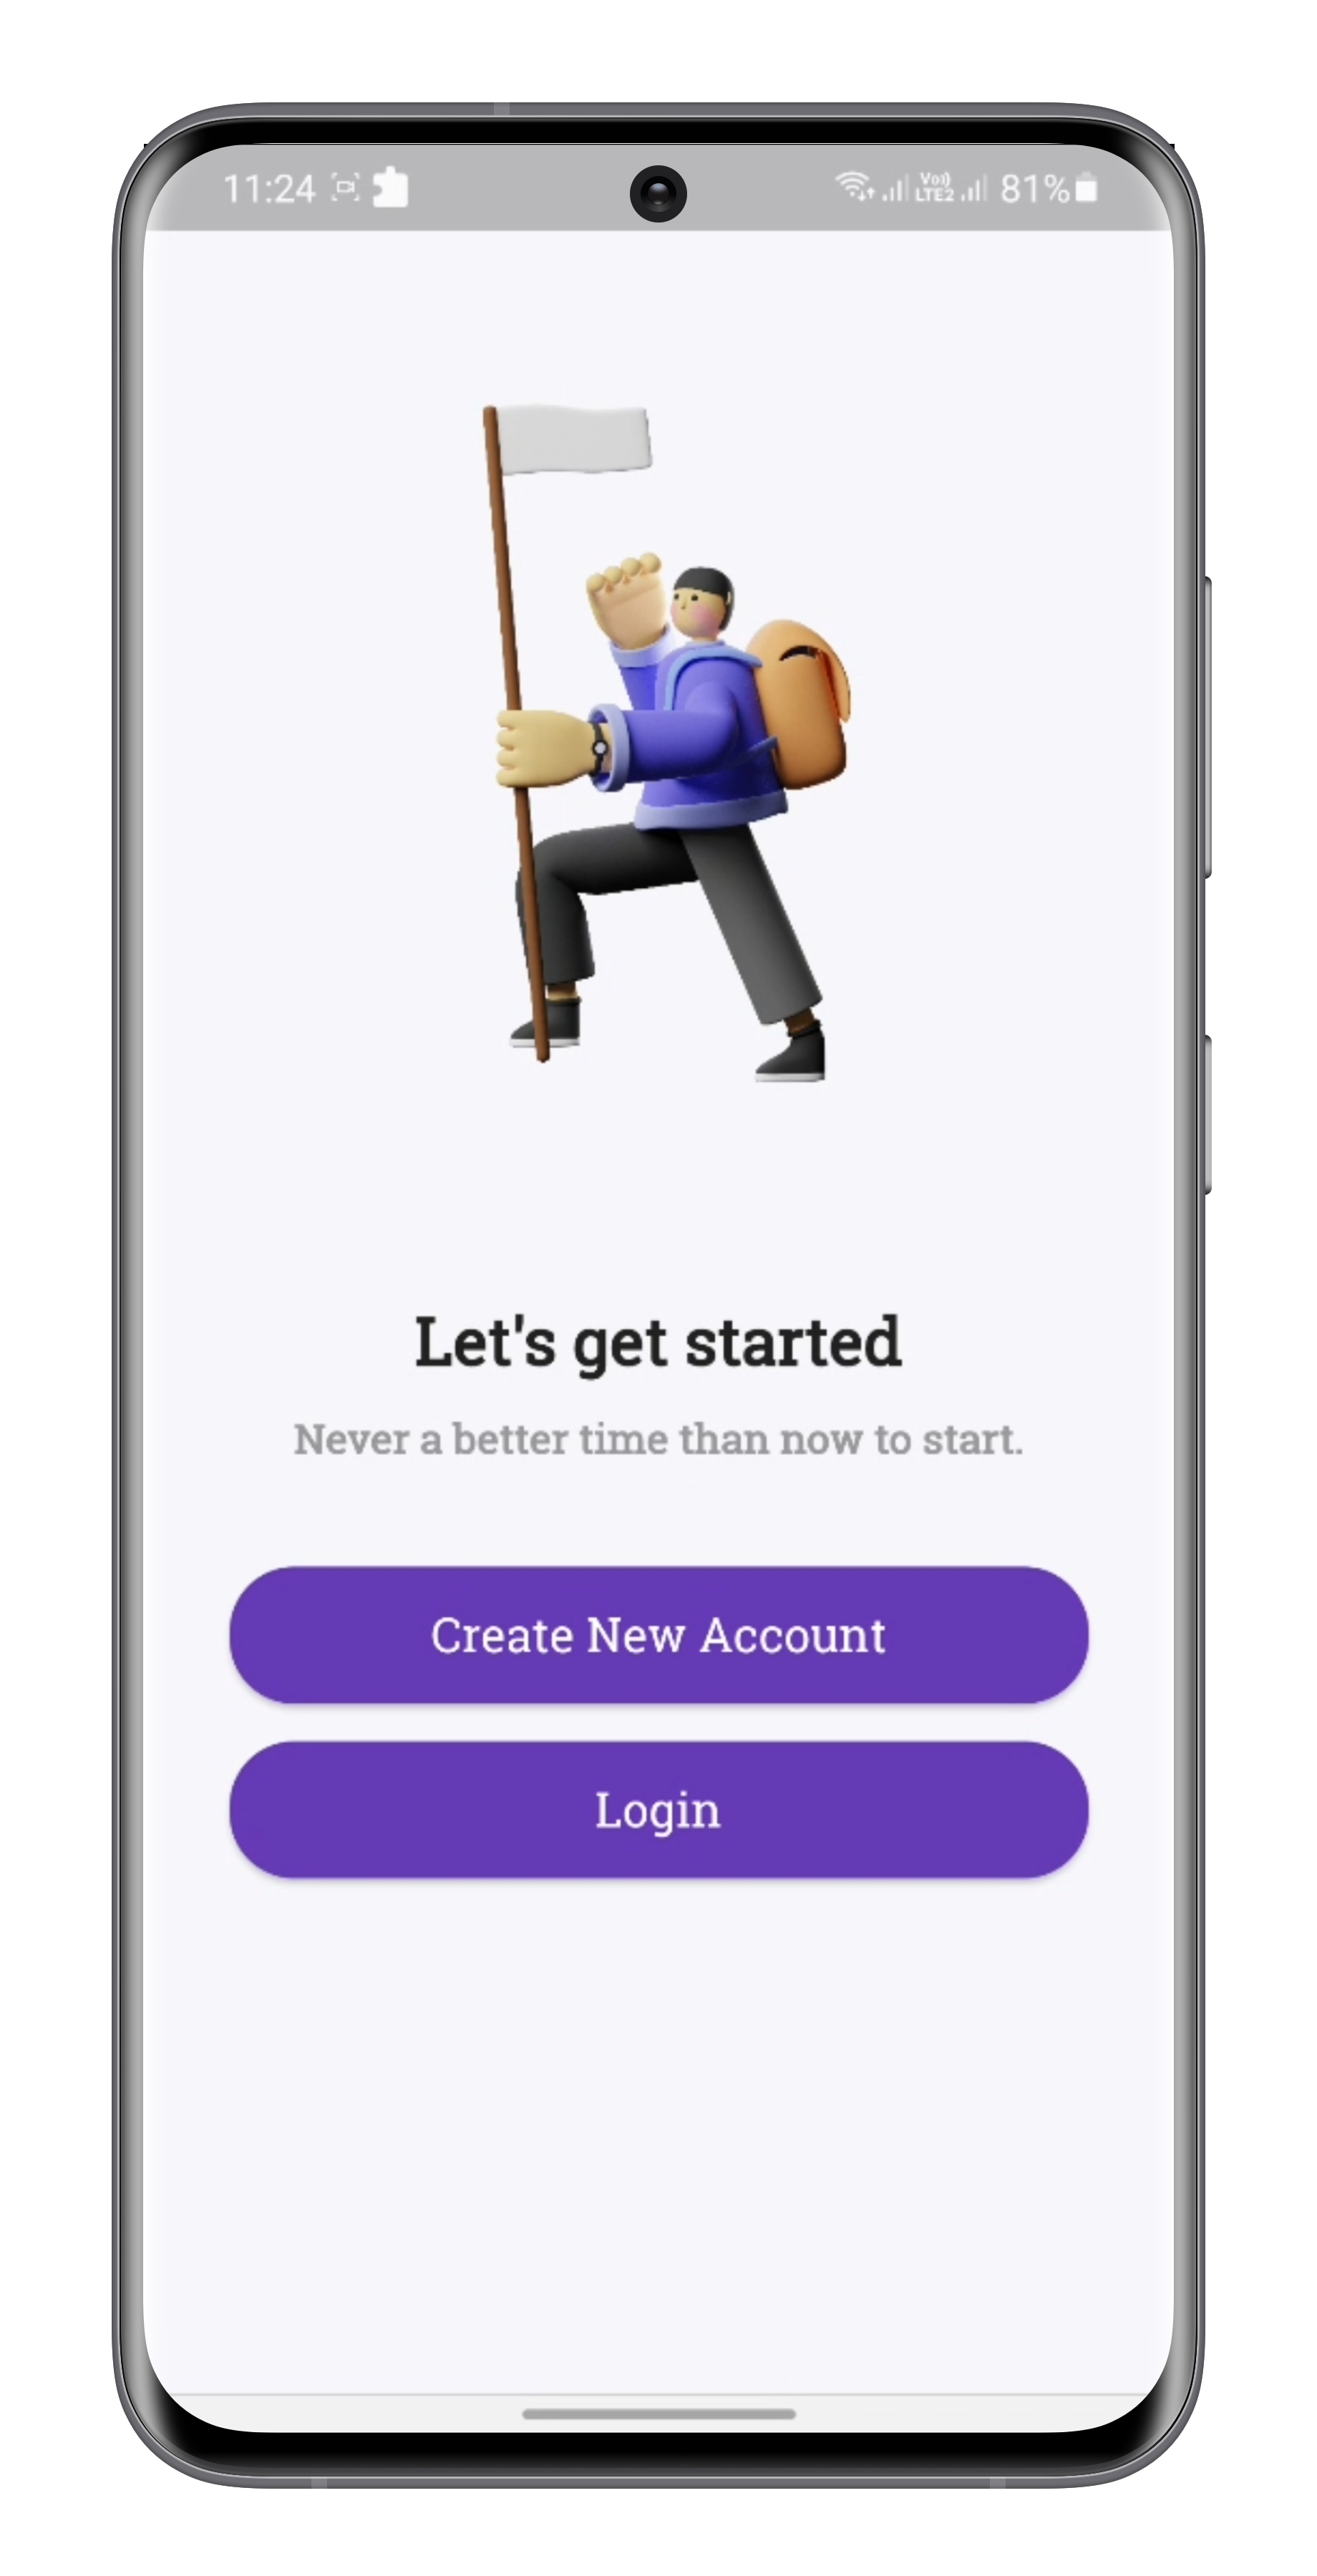 11:24 Vo)) LTE2 81%
Let's get started
Never a better time than now to start.
Create New Account
Login